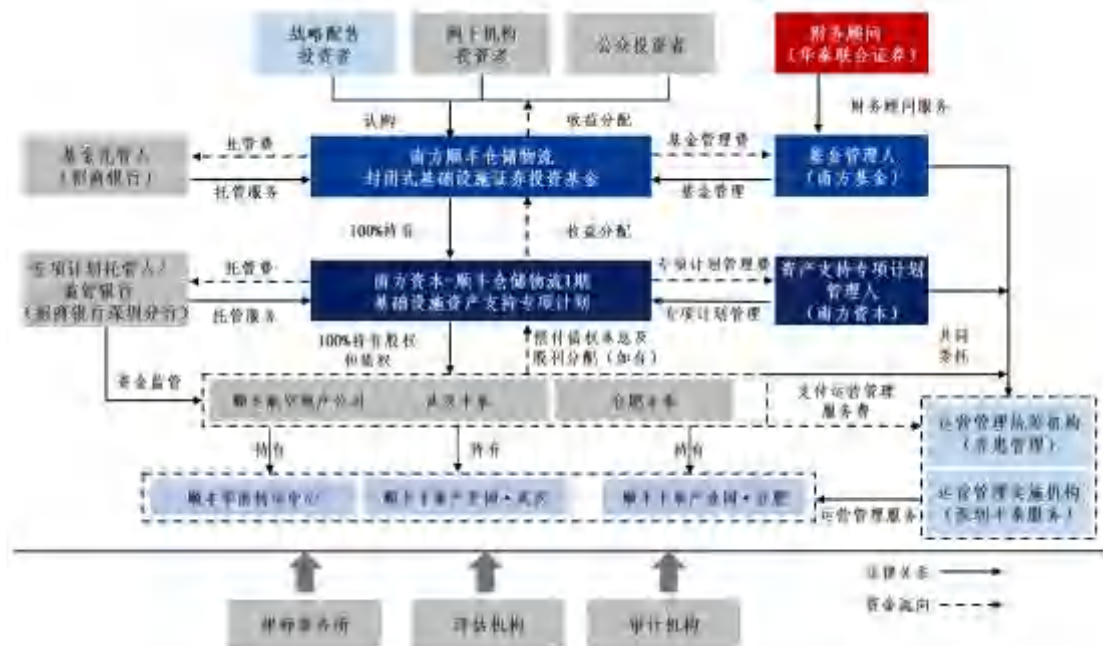 战略配售
投资者
网下机构
投资者
公众投资者
财务顾问
(华泰联合证券)
认购
收益分配
财务顾问服务
基金托管人
(招商银行)
托管费
托管服务
南方顺丰仓储物流
封闭式基础设施证券投资基金
基金管理费
基金管理
基金管理人
(南方基金)
100%持有
收益分配
专项计划托管人/
监管银行
(招商银行深圳分行)
托管费
托管服务
南方资本-顺丰仓储物流1期
基础设施资产支持专项计划
专项计划管理费
专项计划管理
资产支持专项计划
管理人
(南方资本)
100%持有股权
和债权
偿付债权本息及
股利分配(如有)
共同
委托
资金监管
顺丰航空地产公司
武汉丰泰
合肥丰泰
支付运营管理
服务费
持有
持有
持有
运营管理统筹机构
顺丰华南转运中心
顺丰丰泰产业园·武汉
顺丰丰泰产业园·合肥
运营管理服务
运营管理实施机构
(深圳丰泰服务)
法律关系
资金流向
律师事务所
评估机构
审计机构